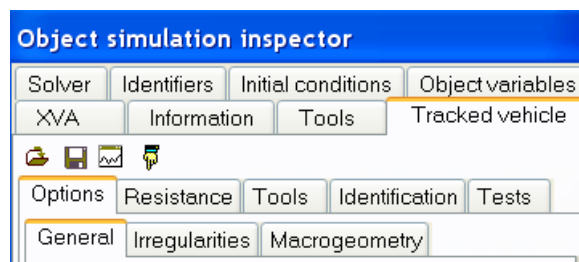 Object simulation inspector
Solver Identifiers Initial conditions Object variables
XVA Information Tools Tracked vehicle
Options Resistance Tools Identification Tests
General Irregularities Macrogeometry